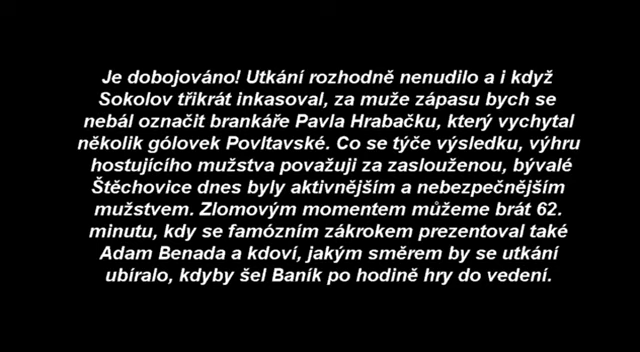 Je dobojováno! Utkání rozhodně nenudilo a i když
Sokolov třikrát inkasoval, za muže zápasu bych se
nebál označit brankáře Pavla Hrabačku, který vychytal
několik gólovek Povltavské. Co se týče výsledku, výhru
hostujícího mužstva považuji za zaslouženou, bývalé
Štěchovice dnes byly aktivnějším a nebezpečnějším
mužstvem. Zlomovým momentem můžeme brát 62.
minutu, kdy se famózním zákrokem prezentoval také
Adam Benada a kdoví, jakým směrem by se utkání
ubíralo, kdyby šel Baník po hodině hry do vedení.